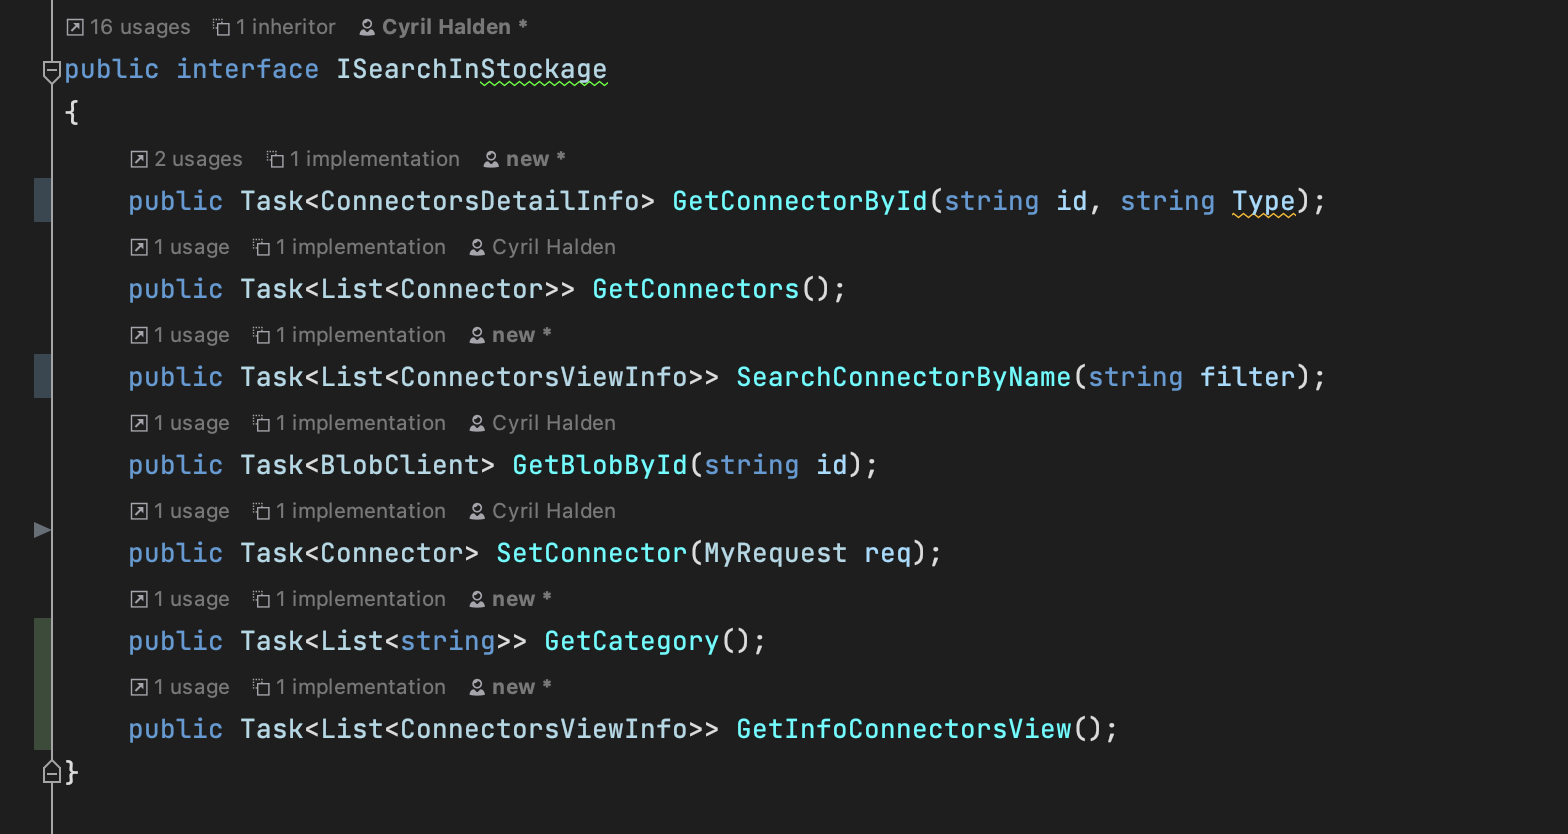 16 usages 1 inheritor Cyril Halden *
public interface ISearchInStockage
{
2 usages 1 implementation new *
public Task<ConnectorsDetailInfo> GetConnectorById(string id, string Type);
1 usage 1 implementation Cyril Halden
public Task<List<Connector>> GetConnectors();
1 usage 1 implementation new *
public Task<List<ConnectorsViewInfo>> SearchConnectorByName(string filter);
1 usage 1 implementation Cyril Halden
public Task<BlobClient> GetBlobById(string id);
1 usage 1 implementation Cyril Halden
public Task<Connector> SetConnector(MyRequest req);
1 usage 1 implementation new *
public Task<List<string>> GetCategory();
1 usage 1 implementation new *
public Task<List<ConnectorsViewInfo>> GetInfoConnectorsView();
}